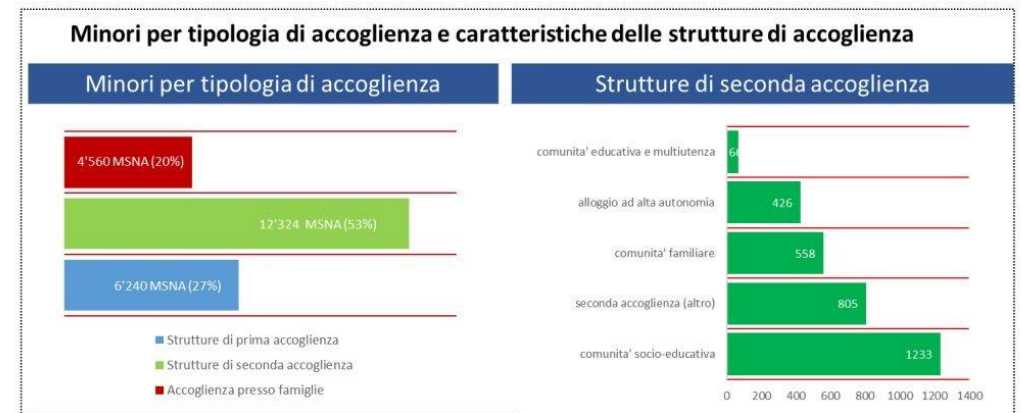 Minori per tipologia di accoglienza e caratteristiche delle strutture di accoglienza
Minori per tipologia di accoglienza
4'560 MSNA (20%)
12'324 MSNA (53%)
6'240 MSNA (27%)
Strutture di prima accoglienza
Strutture di seconda accoglienza
Accoglienza presso famiglie
Strutture di seconda accoglienza
comunita' educativa e multiutenza
alloggio ad alta autonomia
426
comunita' familiare
558
seconda accoglienza (altro)
805
comunita' socio-educativa
1233
0 200 400 600 800 1000 1200 1400